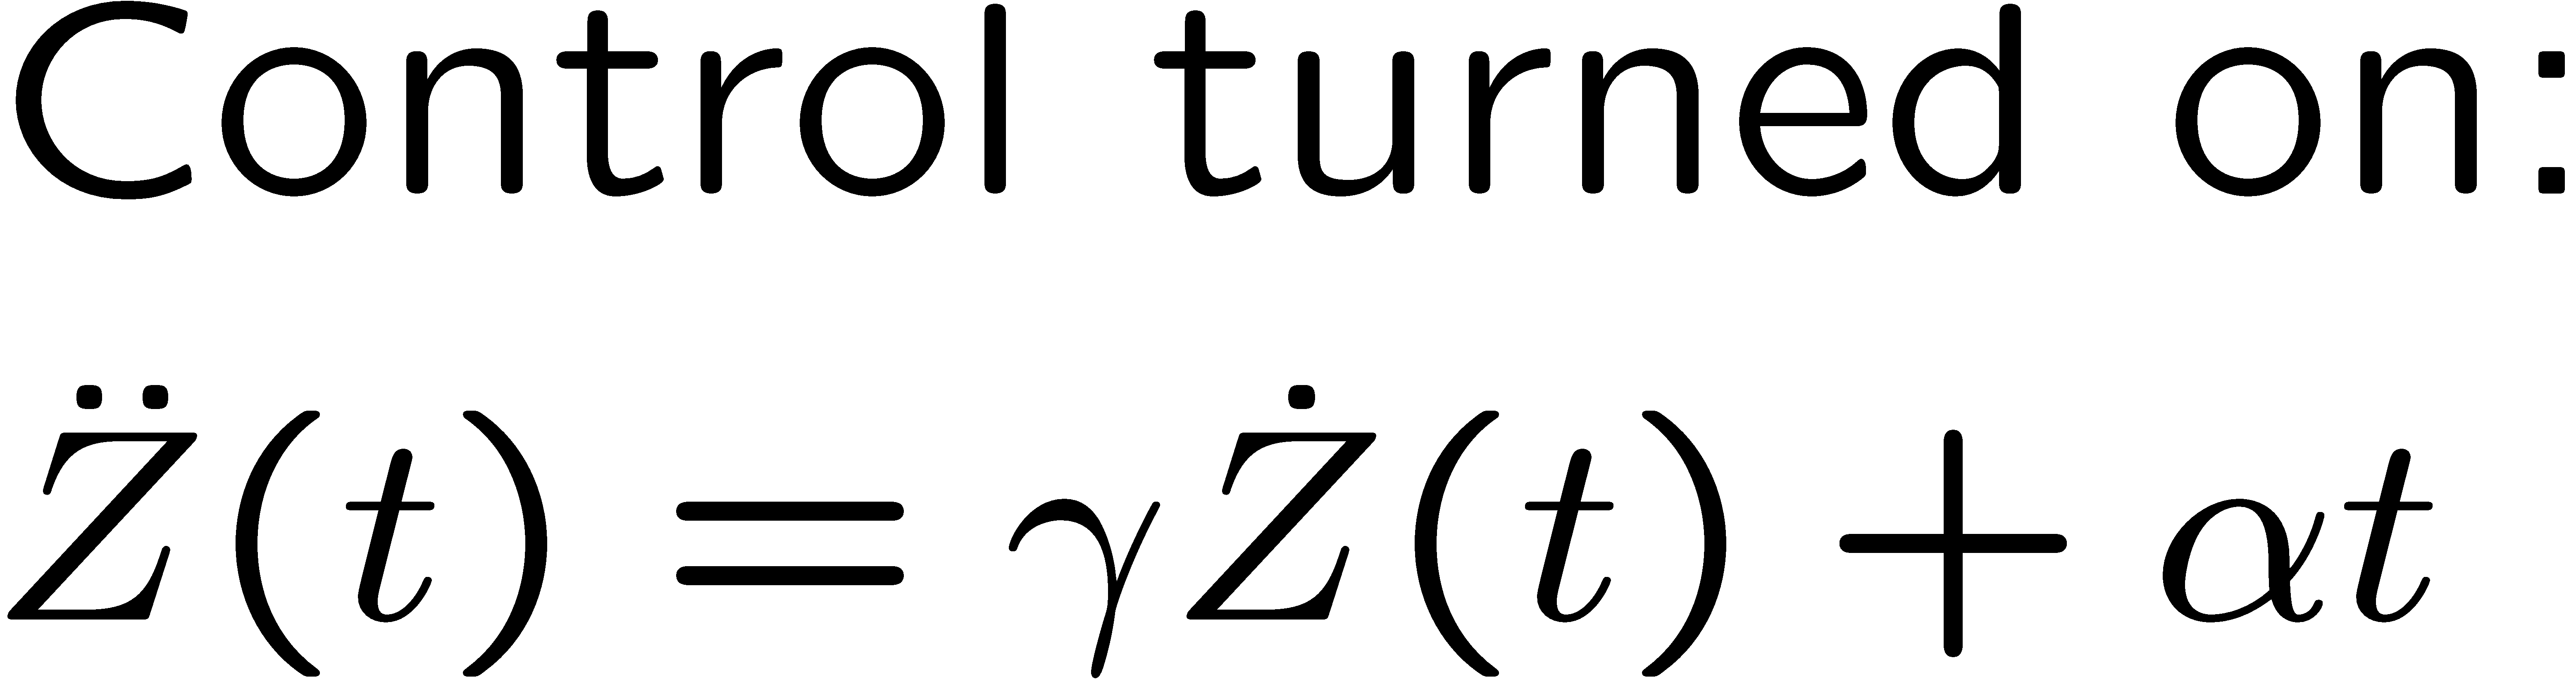 Control turned on:
Z̈(t) = γŻ(t) + αt